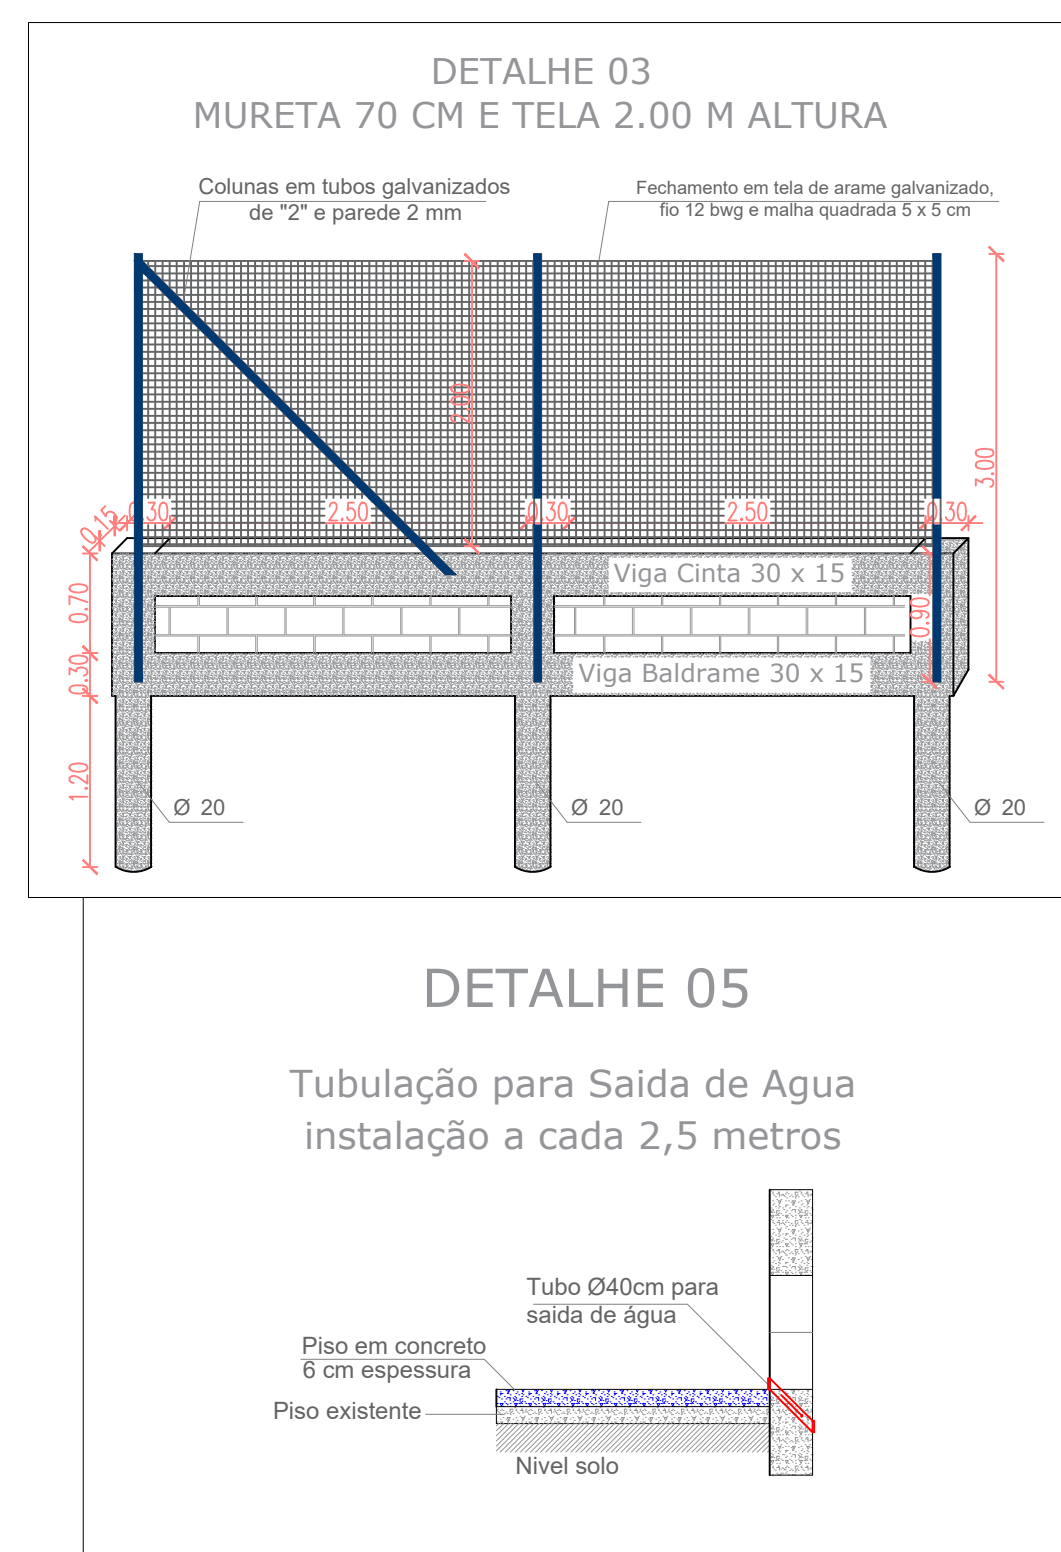 DETALHE 03
MURETA 70 CM E TELA 2.00 M ALTURA
Colunas em tubos galvanizados
de "2" e parede 2 mm
Fechamento em tela de arame galvanizado,
fio 12 bwg e malha quadrada 5 x 5 cm
2.00
3.00
0.15
0.30
2.50
0.30
2.50
0.30
0.70
Viga Cinta 30 x 15
0.90
0.30
Viga Baldrame 30 x 15
1.20
Ø 20
Ø 20
Ø 20
DETALHE 05
Tubulação para Saida de Agua
instalação a cada 2,5 metros
Tubo Ø40cm para
saida de água
Piso em concreto
6 cm espessura
Piso existente
Nivel solo